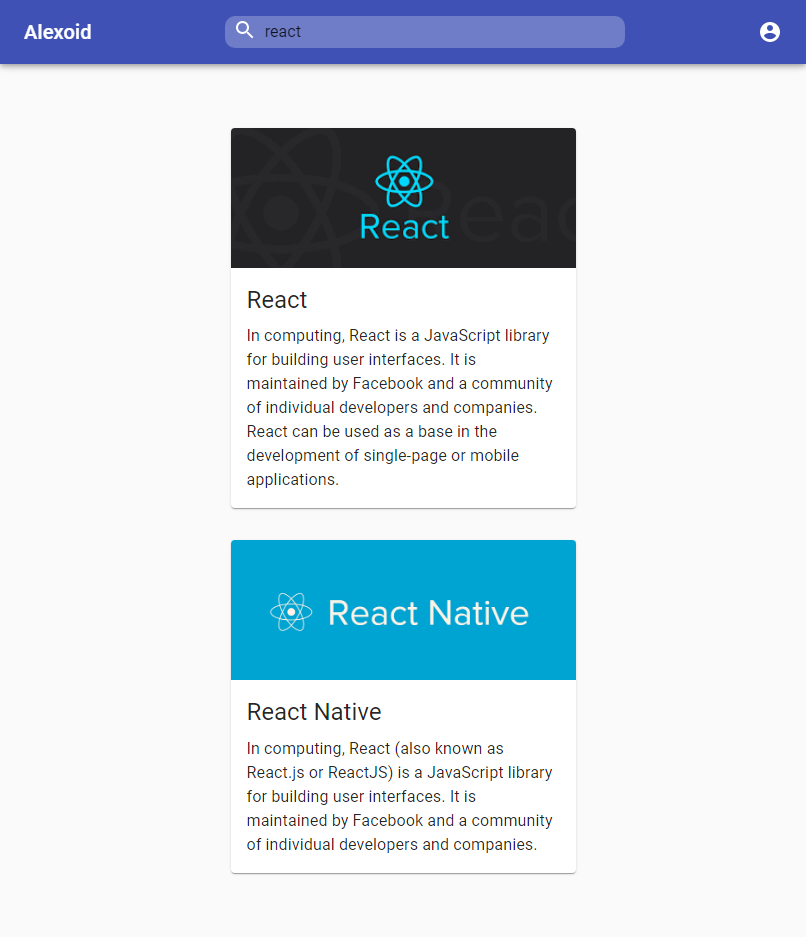 Alexoid
react
React
React
In computing, React is a JavaScript library
for building user interfaces. It is
maintained by Facebook and a community
of individual developers and companies.
React can be used as a base in the
development of single-page or mobile
applications.
React Native
React Native
In computing, React (also known as
React.js or ReactJS) is a JavaScript library
for building user interfaces. It is
maintained by Facebook and a community
of individual developers and companies.